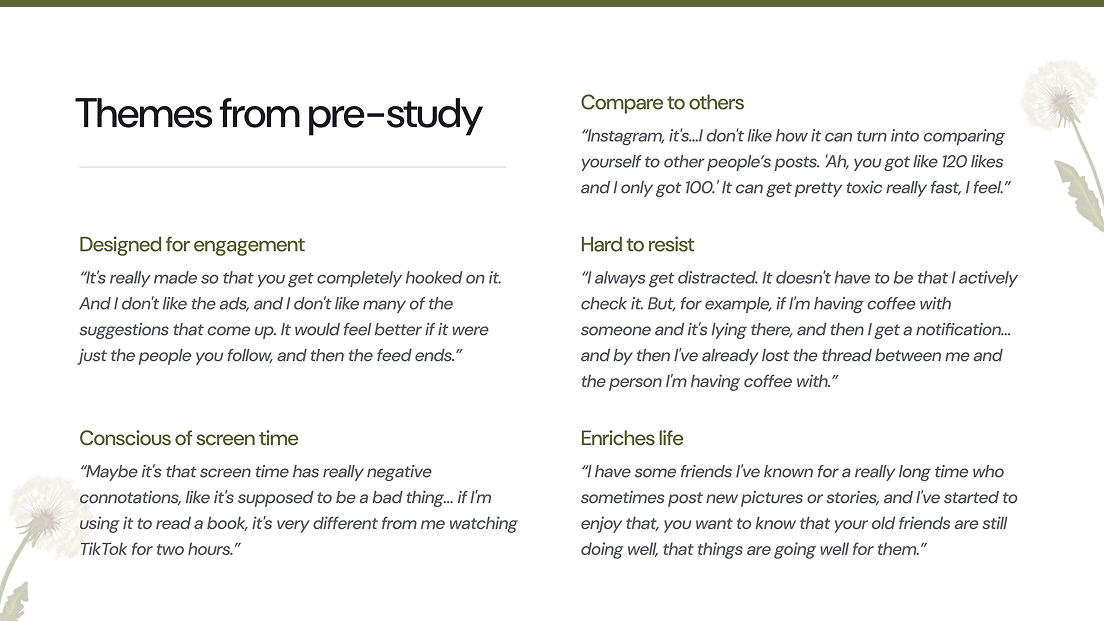 Themes from pre-study
Designed for engagement
“It's really made so that you get completely hooked on it.
And I don't like the ads, and I don't like many of the
suggestions that come up. It would feel better if it were
just the people you follow, and then the feed ends.”
Conscious of screen time
“Maybe it's that screen time has really negative
connotations, like it's supposed to be a bad thing... if I'm
using it to read a book, it's very different from me watching
TikTok for two hours.”
Compare to others
“Instagram, it's...I don't like how it can turn into comparing
yourself to other people’s posts. 'Ah, you got like 120 likes
and I only got 100.' It can get pretty toxic really fast, I feel.”
Hard to resist
“I always get distracted. It doesn't have to be that I actively
check it. But, for example, if I'm having coffee with
someone and it's lying there, and then I get a notification...
and by then I've already lost the thread between me and
the person I'm having coffee with.”
Enriches life
“I have some friends I've known for a really long time who
sometimes post new pictures or stories, and I've started to
enjoy that, you want to know that your old friends are still
doing well, that things are going well for them.”